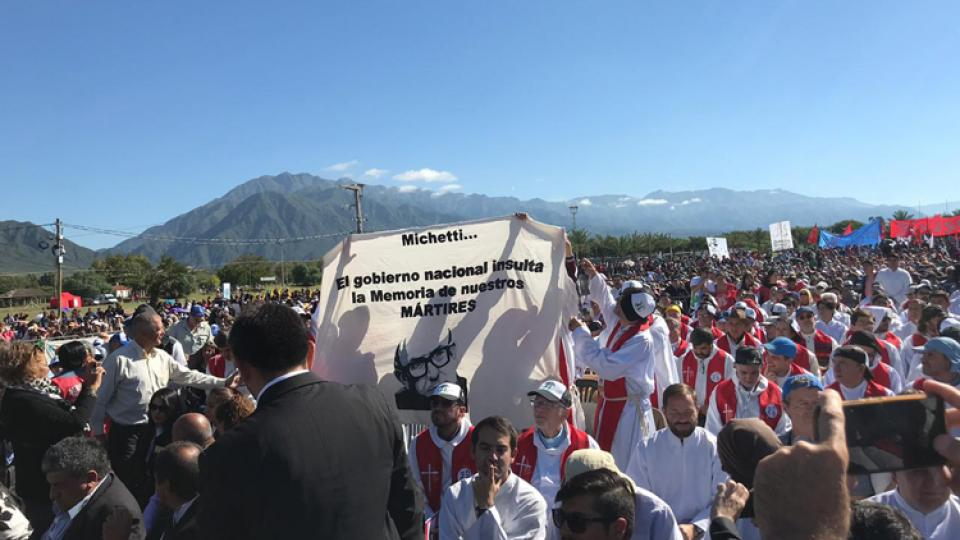 Michetti...
El gobierno nacional insulta
la Memoria de nuestros
MÁRTIRES